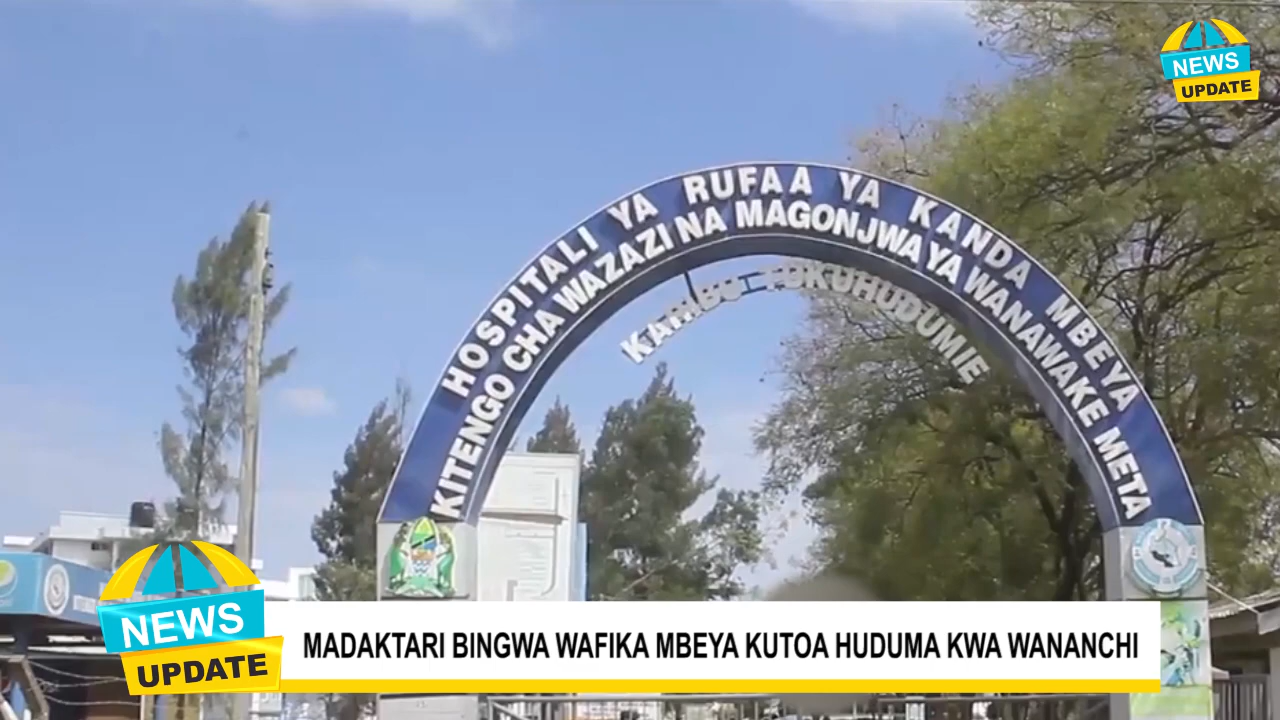 NEWS
UPDATE
HOSPITALI YA RUFAA YA KANDA MBEYA
KITENGO CHA WAZAZI NA MAGONJWA YA WANAWAKE META
KARIBU TUKUHUDUMIE
NEWS
UPDATE
MADAKTARI BINGWA WAFIKA MBEYA KUTOA HUDUMA KWA WANANCHI